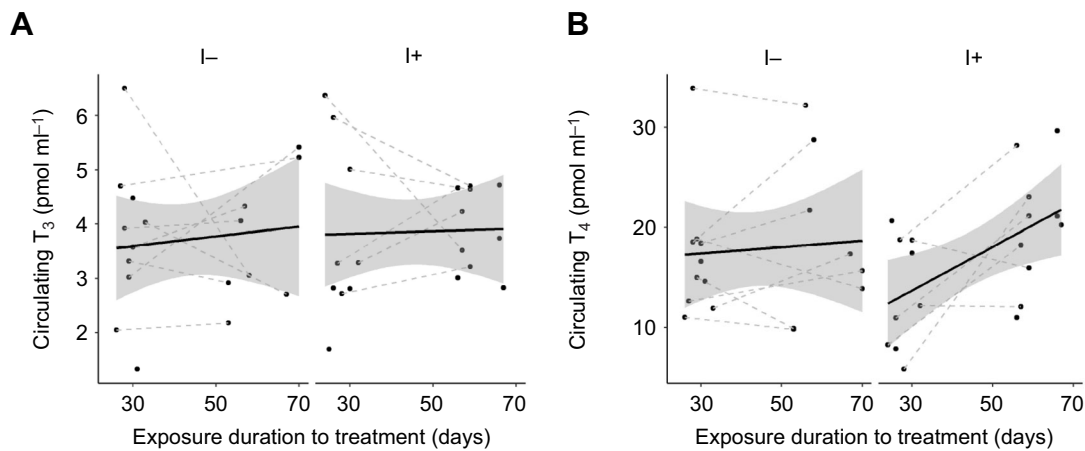 A
B
I–
I+
I–
I+
Circulating T₃ (pmol ml⁻¹)
6
5
4
3
2
30
50
70
30
50
70
Exposure duration to treatment (days)
Circulating T₄ (pmol ml⁻¹)
30
20
10
30
50
70
30
50
70
Exposure duration to treatment (days)